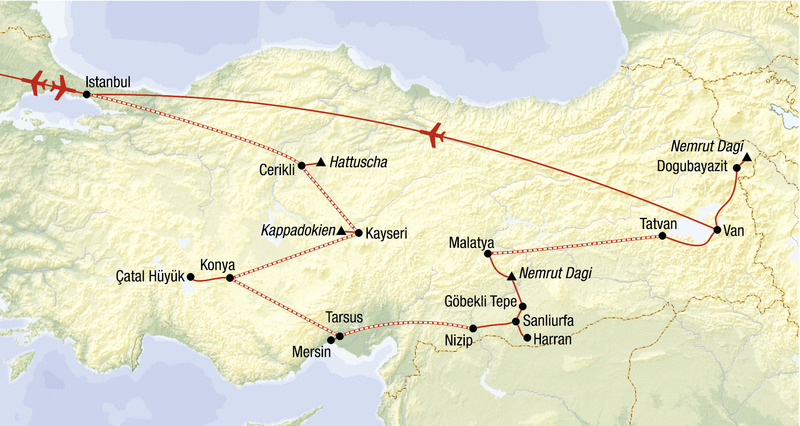 Istanbul
Nemrut Dagi
Dogubayazit
Hattuscha
Cerikli
Kappadokien
Kayseri
Tatvan
Van
Malatya
Çatal Hüyük
Konya
Nemrut Dagi
Göbekli Tepe
Tarsus
Sanliurfa
Mersin
Nizip
Harran